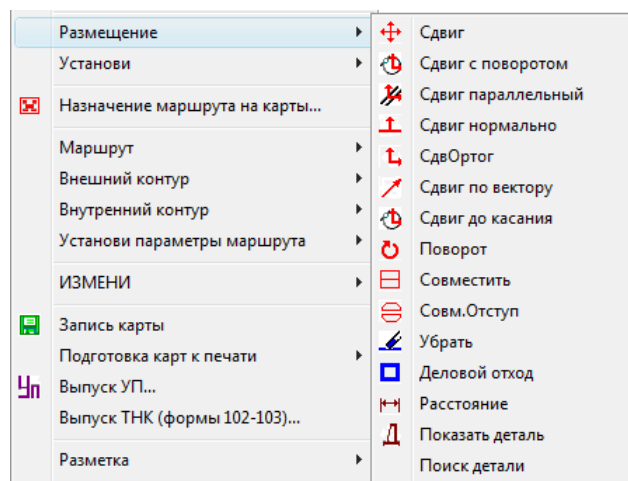 Размещение
Установи
Назначение маршрута на карты...
Маршрут
Внешний контур
Внутренний контур
Установи параметры маршрута
ИЗМЕНИ
Запись карты
Подготовка карт к печати
Уп Выпуск УП...
Выпуск ТНК (формы 102-103)...
Разметка
Сдвиг
Сдвиг с поворотом
Сдвиг параллельный
Сдвиг нормально
СдвОртог
Сдвиг по вектору
Сдвиг до касания
Поворот
Совместить
Совм.Отступ
Убрать
Деловой отход
Расстояние
Д Показать деталь
Поиск детали